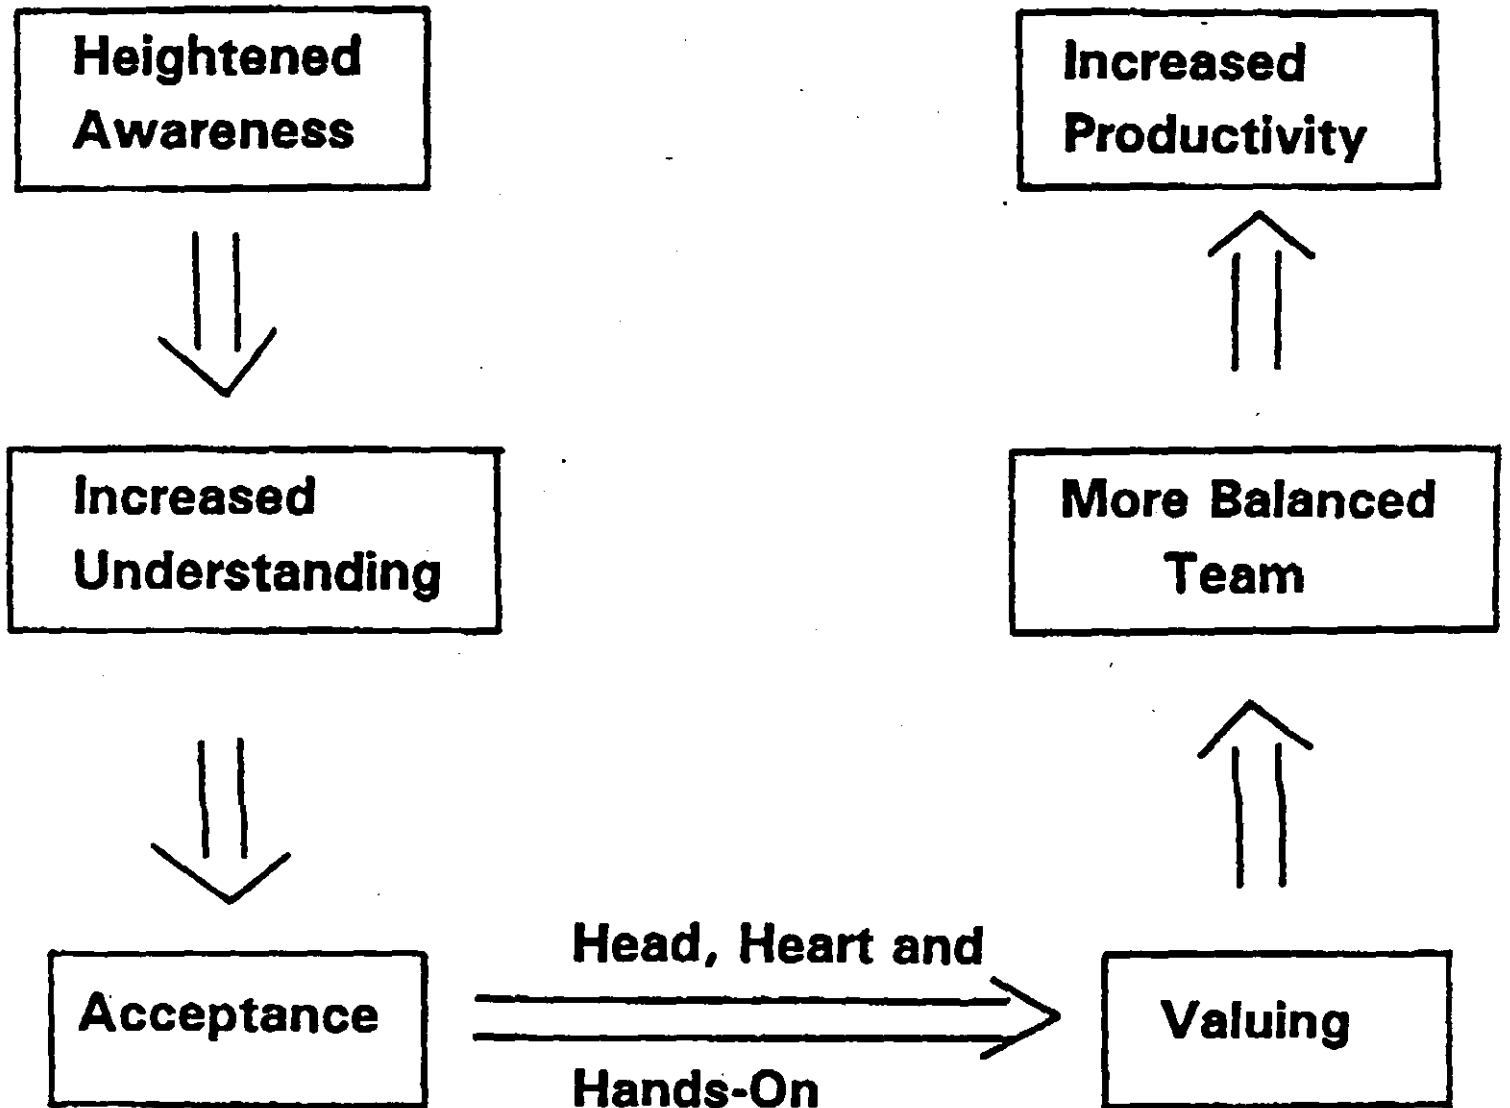 Heightened
Awareness
Increased
Understanding
Acceptance
Head, Heart and
Hands-On
Valuing
More Balanced
Team
Increased
Productivity